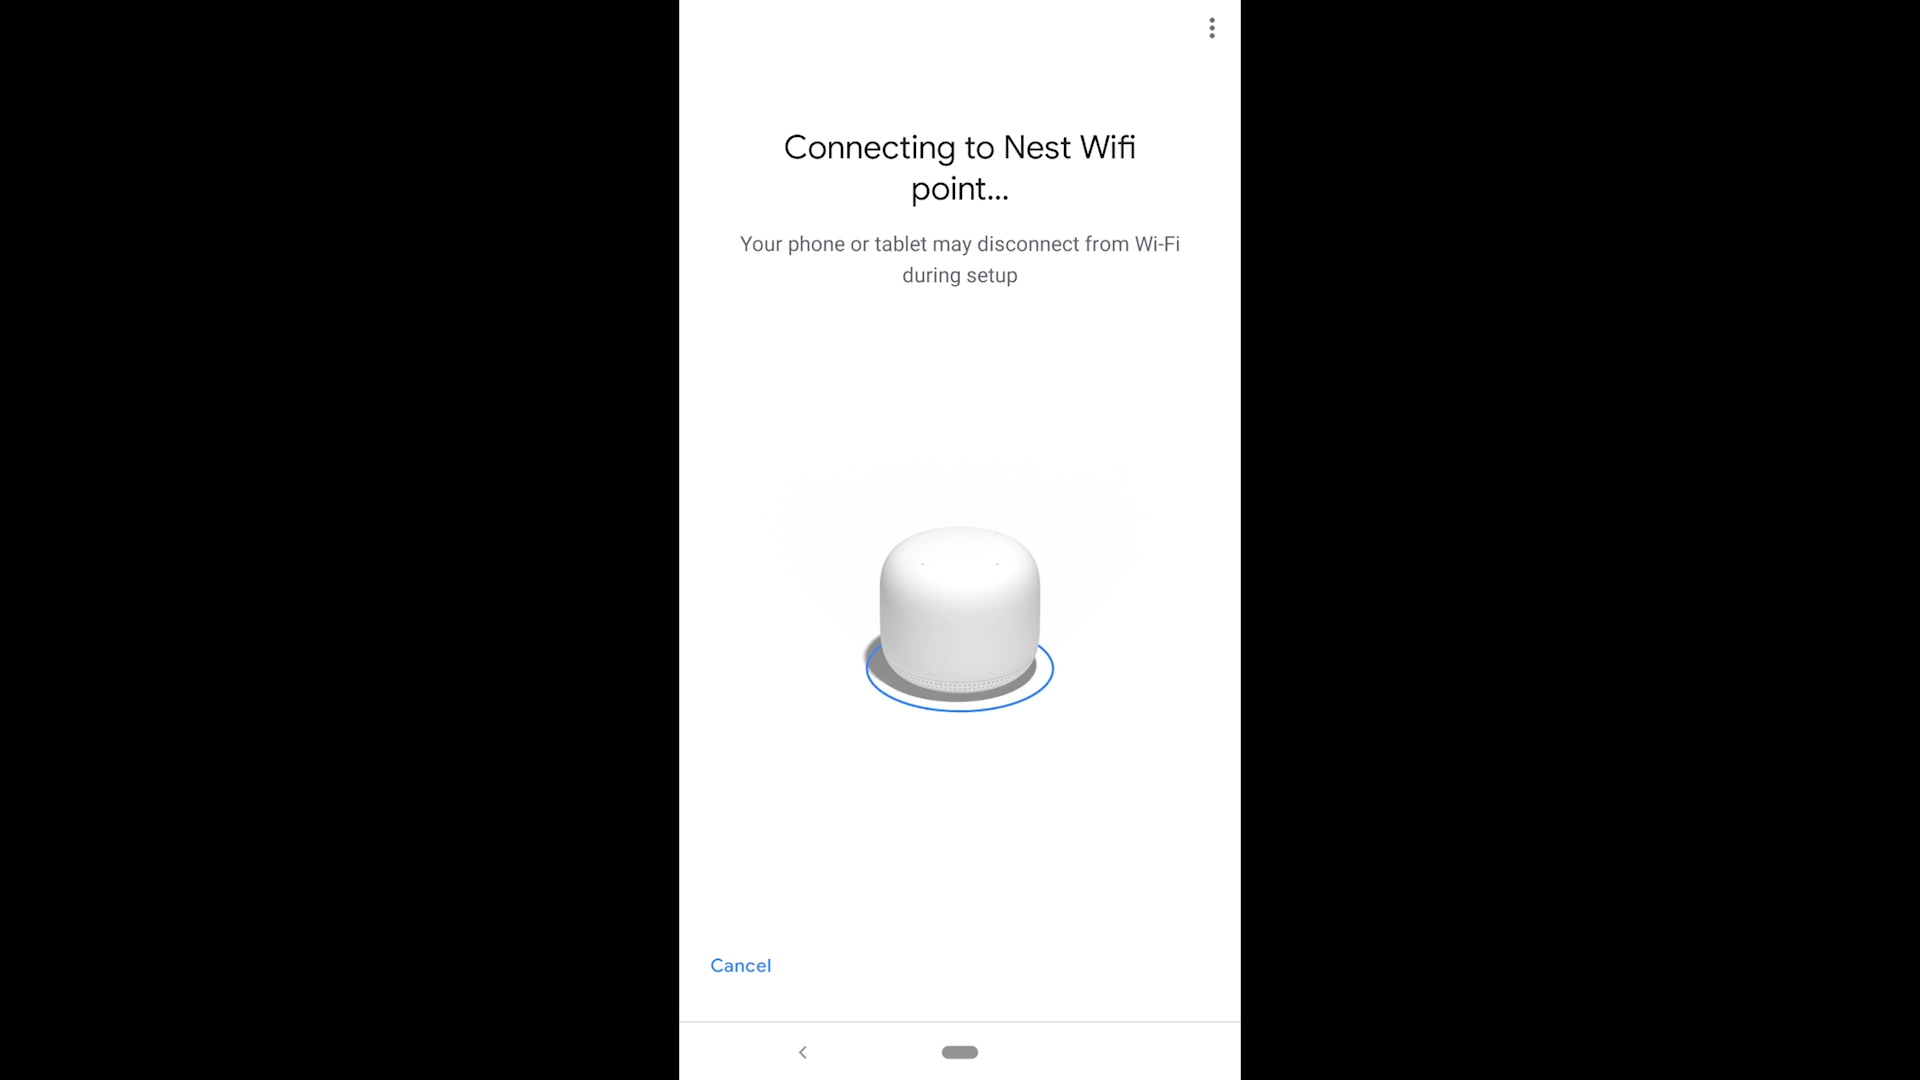 Connecting to Nest Wifi
point...
Your phone or tablet may disconnect from Wi-Fi
during setup
Cancel